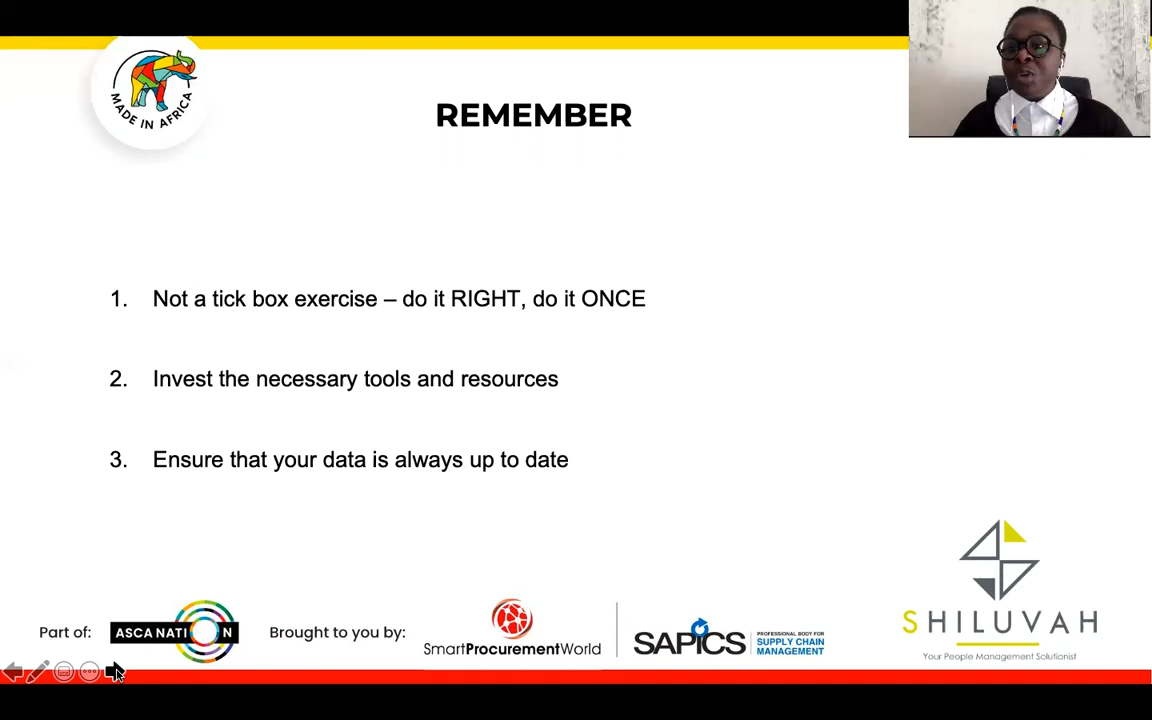 MADE IN AFRICA
REMEMBER
1. Not a tick box exercise – do it RIGHT, do it ONCE
2. Invest the necessary tools and resources
3. Ensure that your data is always up to date
Part of:
ASCA NATION
Brought to you by:
SmartProcurementWorld
SAPICS
PROFESSIONAL BODY FOR
SUPPLY CHAIN
MANAGEMENT
SHILUVAH
Your People Management Solutionist